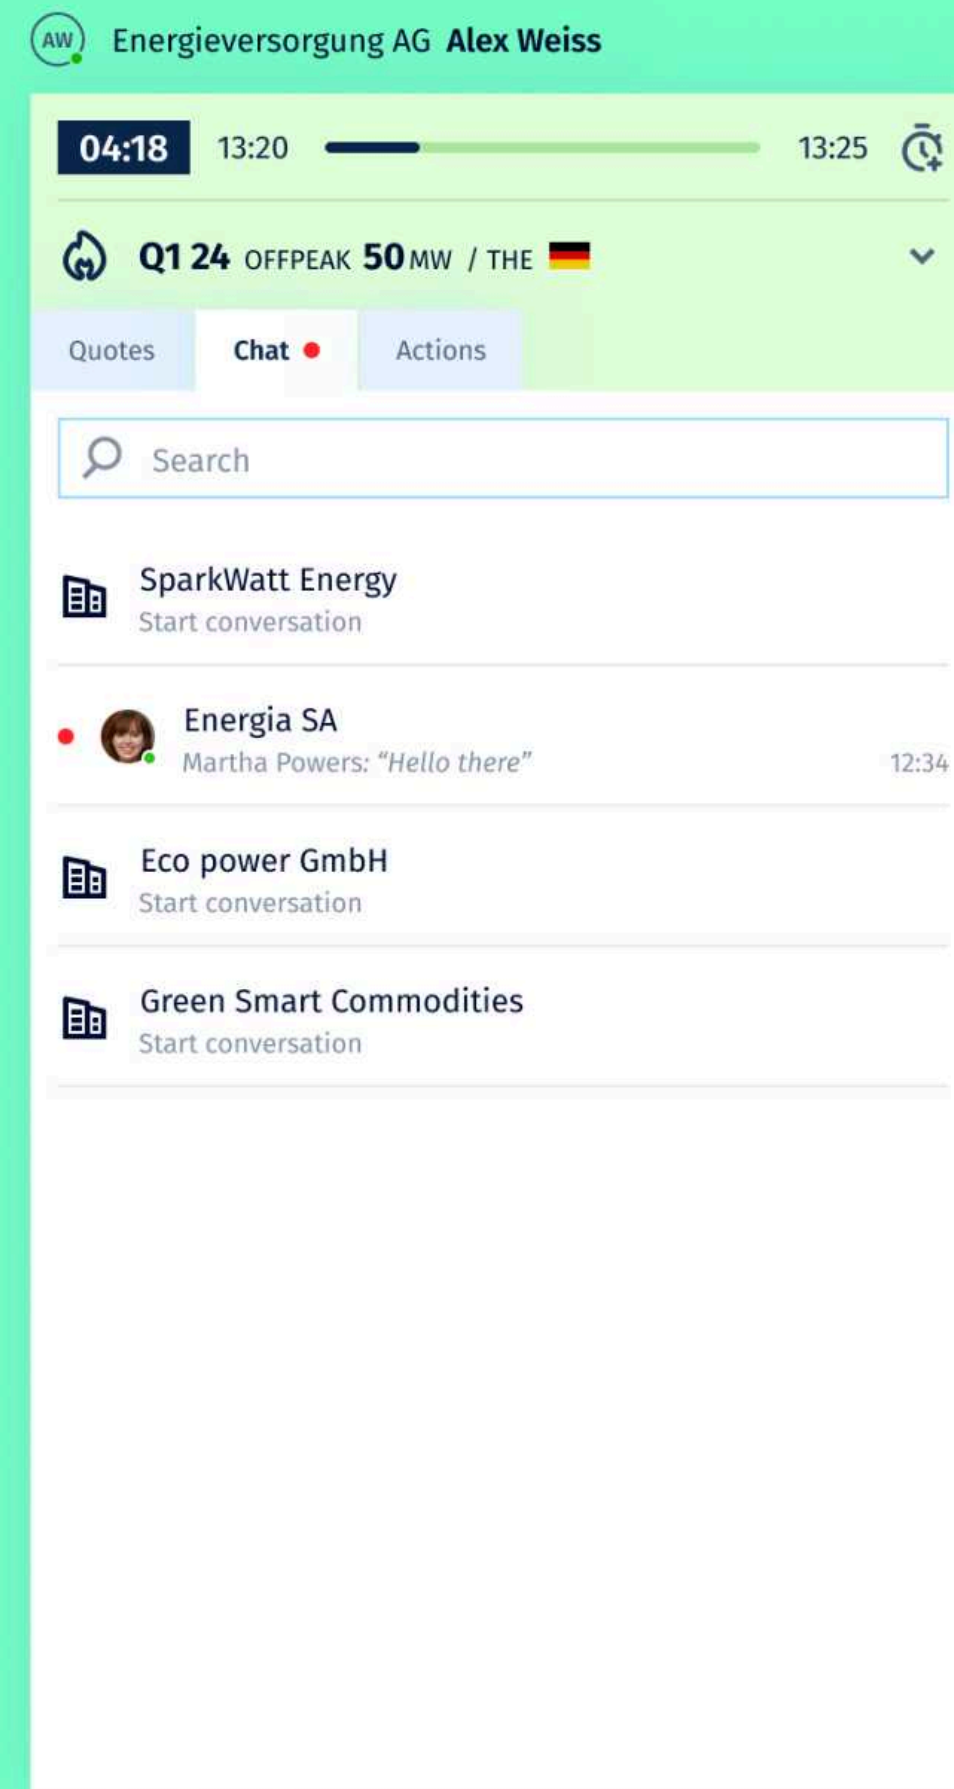 AW Energieversorgung AG Alex Weiss
04:18 13:20 13:25
Q1 24 OFFPEAK 50 MW / THE
Quotes Chat Actions
Search
SparkWatt Energy
Start conversation
Energia SA
Martha Powers: “Hello there” 12:34
Eco power GmbH
Start conversation
Green Smart Commodities
Start conversation